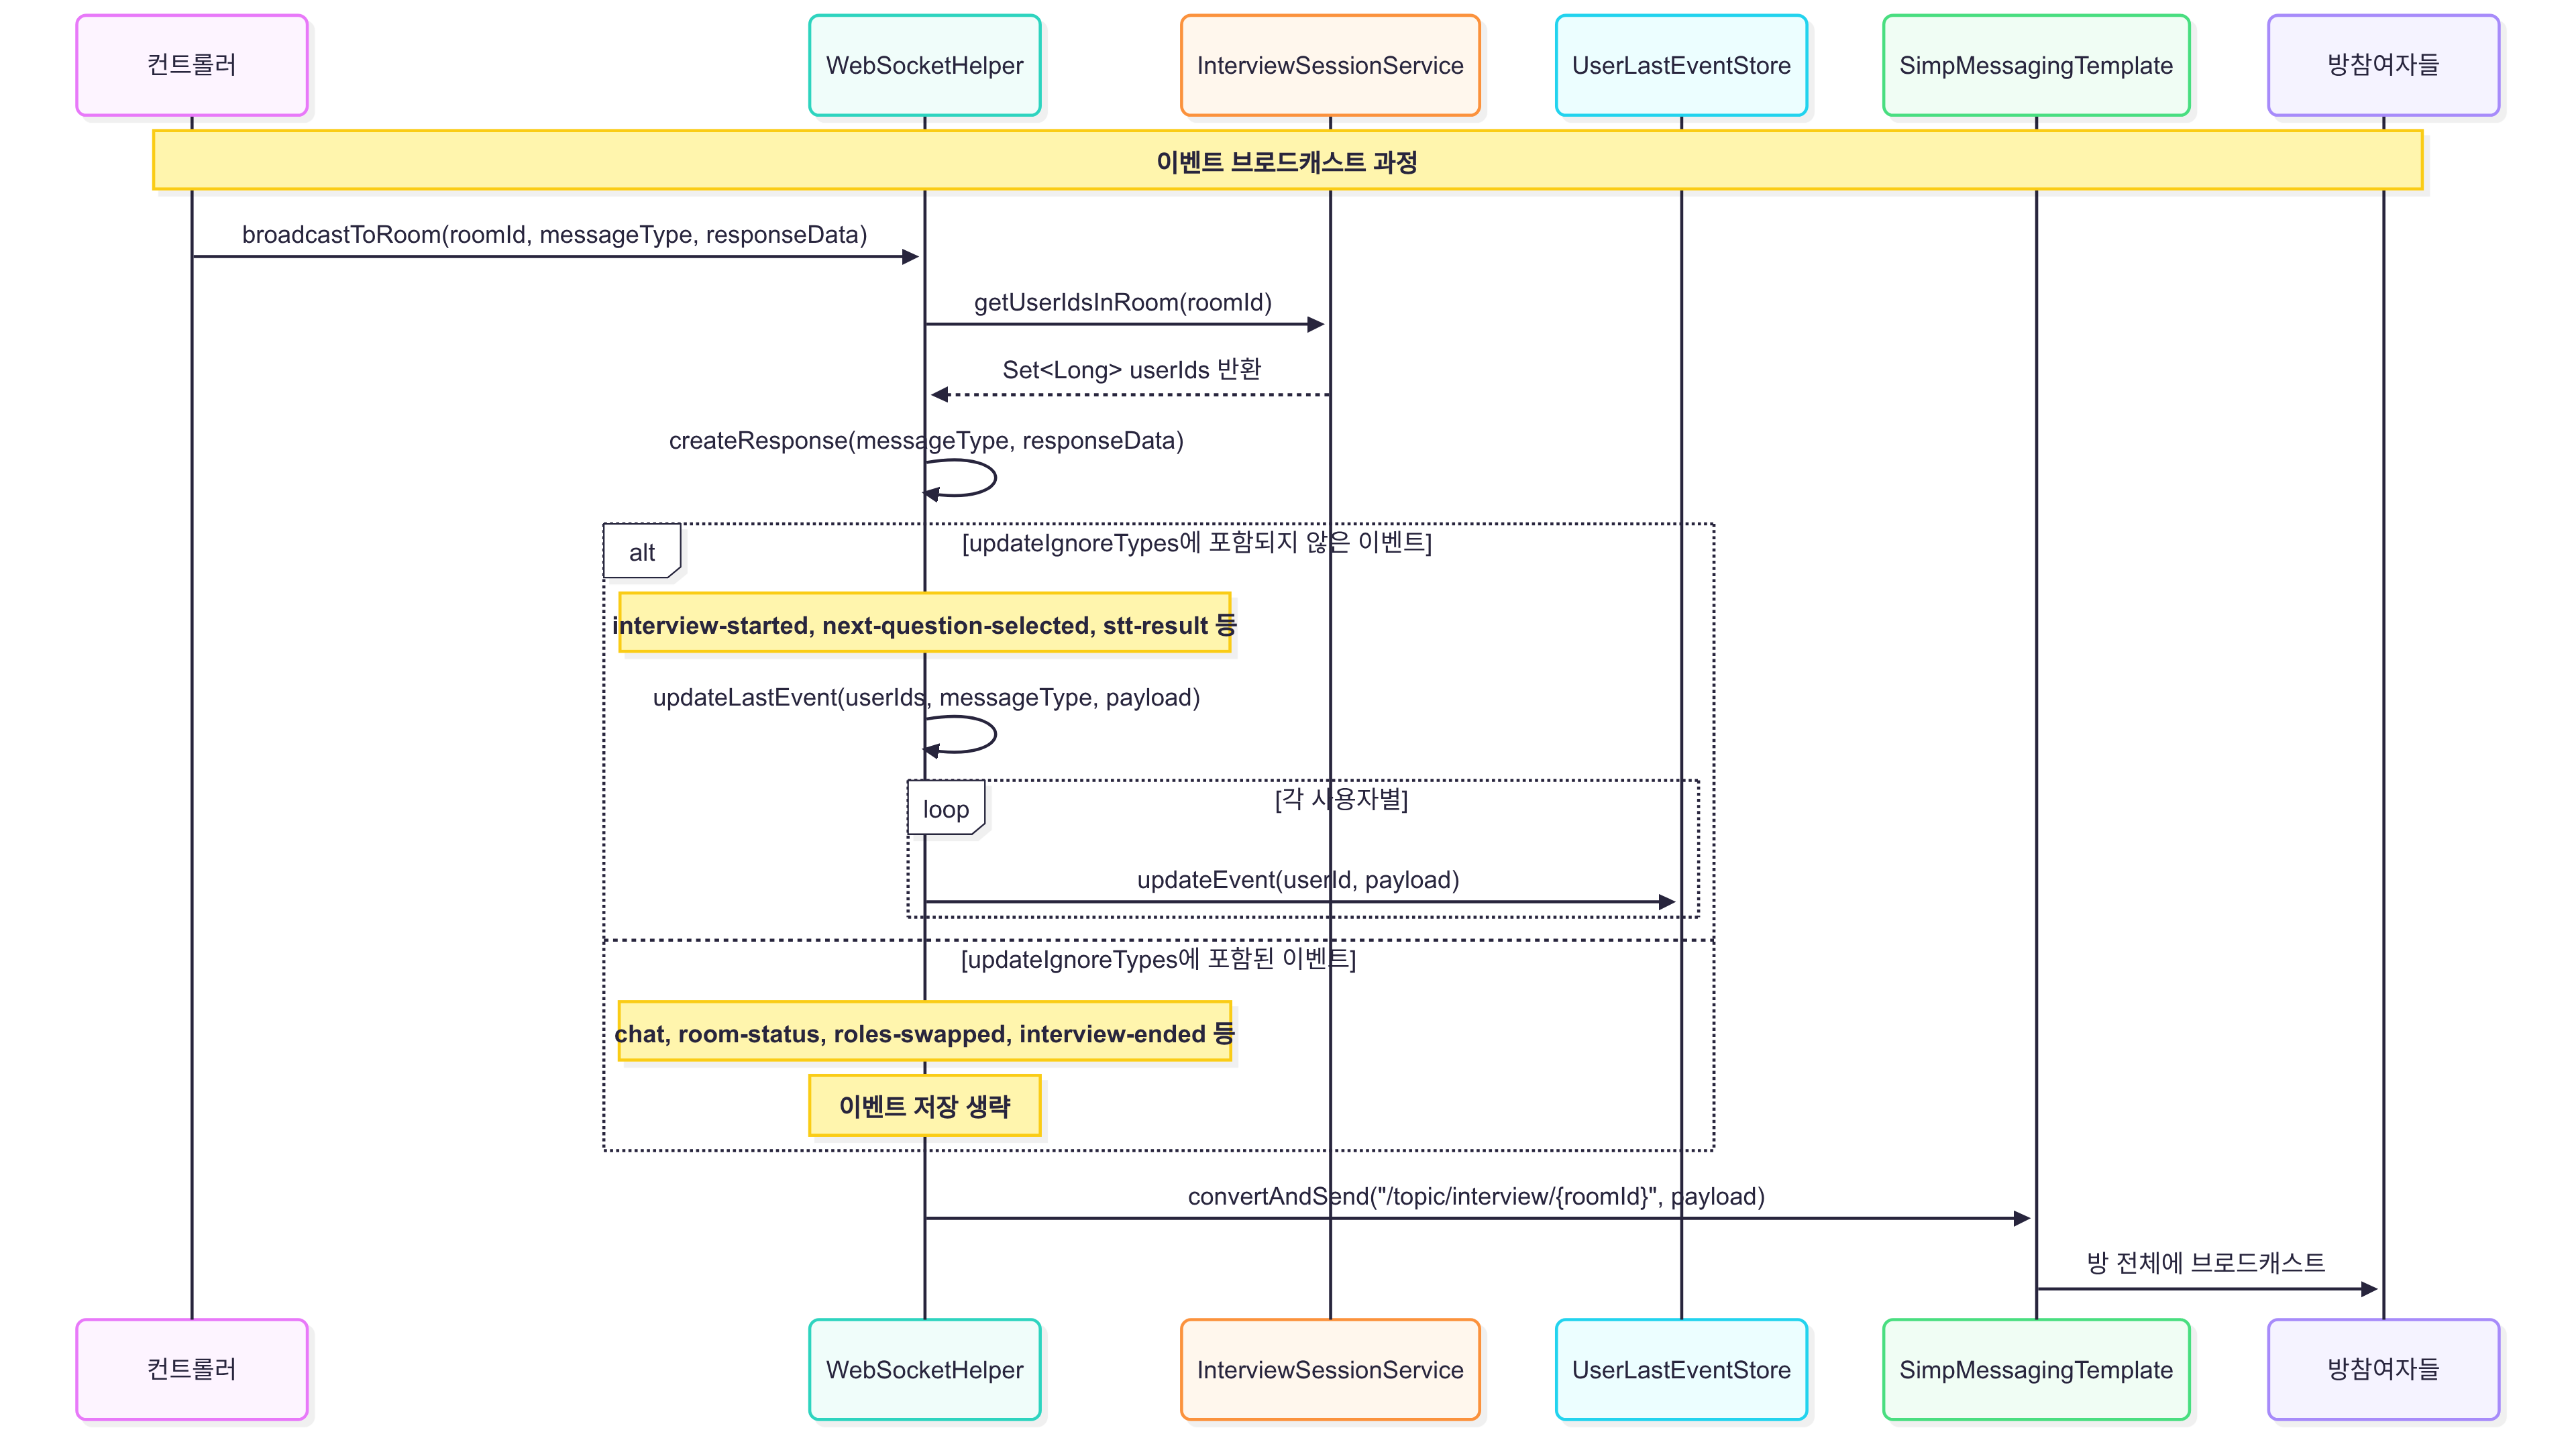 컨트롤러
WebSocketHelper
InterviewSessionService
UserLastEventStore
SimpMessagingTemplate
방참여자들
이벤트 브로드캐스트 과정
broadcastToRoom(roomId, messageType, responseData)
getUserIdsInRoom(roomId)
Set<Long> userIds 반환
createResponse(messageType, responseData)
alt
[updateIgnoreTypes에 포함되지 않은 이벤트]
interview-started, next-question-selected, stt-result 등
updateLastEvent(userIds, messageType, payload)
loop
[각 사용자별]
updateEvent(userId, payload)
[updateIgnoreTypes에 포함된 이벤트]
chat, room-status, roles-swapped, interview-ended 등
이벤트 저장 생략
convertAndSend("/topic/interview/{roomId}", payload)
방 전체에 브로드캐스트
컨트롤러
WebSocketHelper
InterviewSessionService
UserLastEventStore
SimpMessagingTemplate
방참여자들